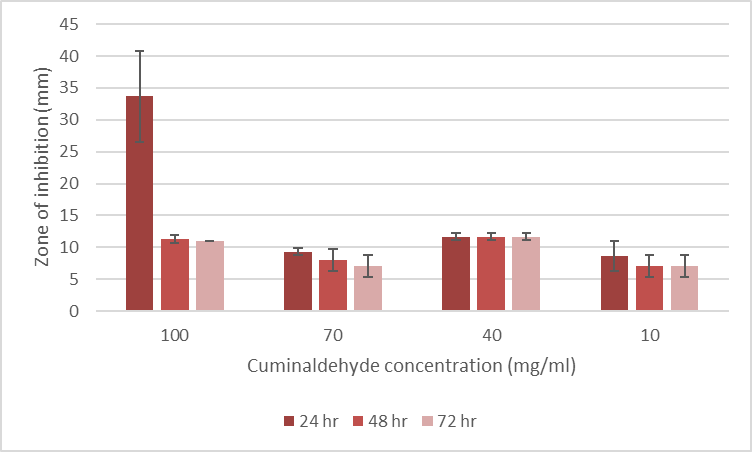 45
40
35
30
25
20
15
10
5
0
Zone of inhibition (mm)
100 70 40 10
Cuminaldehyde concentration (mg/ml)
24 hr 48 hr 72 hr